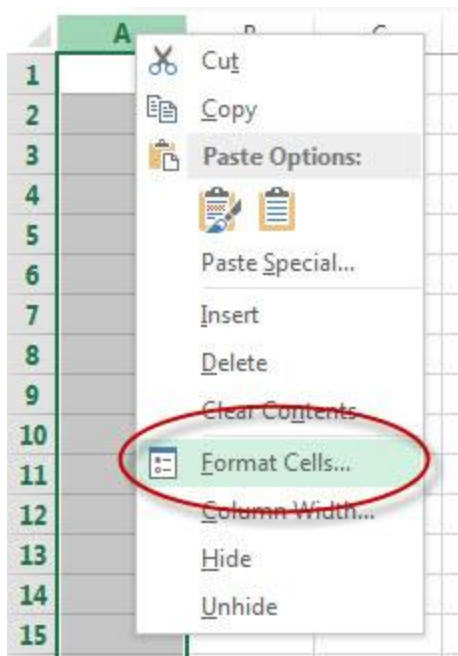 A
1
Cut
2
Copy
3
Paste Options:
4
5
6
Paste Special...
7
Insert
8
Delete
9
Clear Contents
10
11
Format Cells...
12
Column Width...
13
Hide
14
Unhide
15